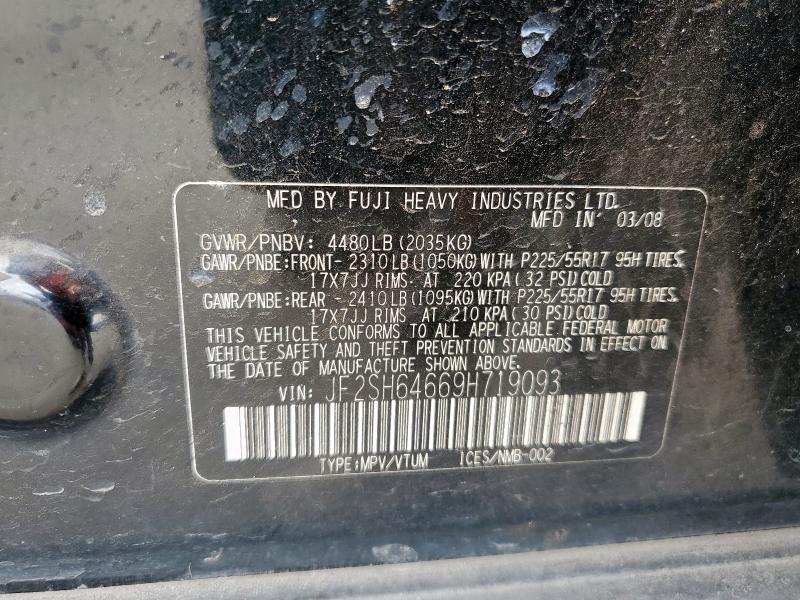 MFD BY FUJI HEAVY INDUSTRIES LTD.
MFD IN' 03/08
GVWR/PNBV: 4480LB(2035KG)
GAWR/PNBE:FRONT- 2310LB(1050KG)WITH P225/55R17 95H TIRES,
17X7JJ RIMS, AT 220 KPA(32 PSI)COLD
GAWR/PNBE:REAR - 2410LB(1095KG)WITH P225/55R17 95H TIRES,
17X7JJ RIMS, AT 210 KPA(30 PSI)COLD
THIS VEHICLE CONFORMS TO ALL APPLICABLE FEDERAL MOTOR
VEHICLE SAFETY AND THEFT PREVENTION STANDARDS IN EFFECT ON
THE DATE OF MANUFACTURE SHOWN ABOVE.
VIN: JF2SH64669H719093
TYPE:MPV/VTUM ICES/NMB-002